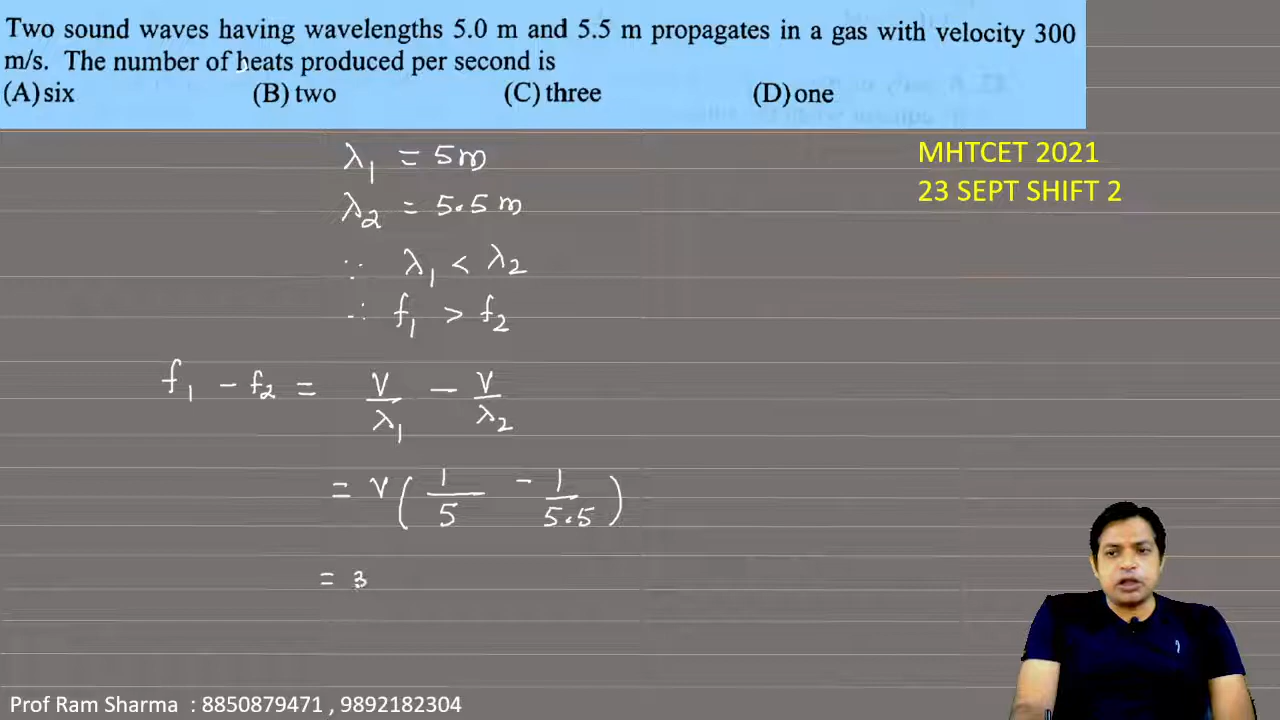 Two sound waves having wavelengths 5.0 m and 5.5 m propagates in a gas with velocity 300
m/s. The number of heats produced per second is
(A) six (B) two (C) three (D) one
MHTCET 2021
23 SEPT SHIFT 2
λ₁ = 5m
λ₂ = 5.5 m
∵ λ₁ < λ₂
∴ f₁ > f₂
f₁ - f₂ = v/λ₁ - v/λ₂
= v(1/5 - 1/5.5)
= 3
Prof Ram Sharma : 8850879471 , 9892182304